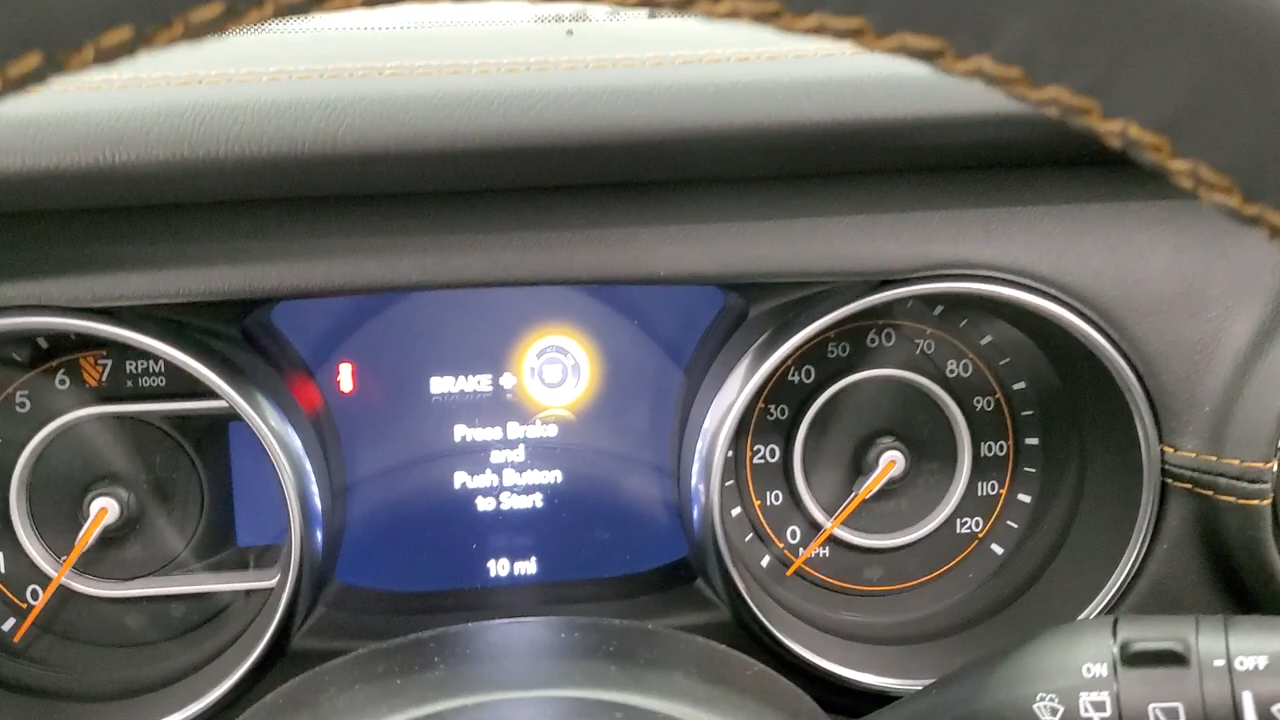 5
6
7
RPM
x 1000
1
0
BRAKE +
Press Brake
and
Push Button
to Start
10 mi
0
10
20
30
40
50
60
70
80
90
100
110
120
MPH
ON
OFF